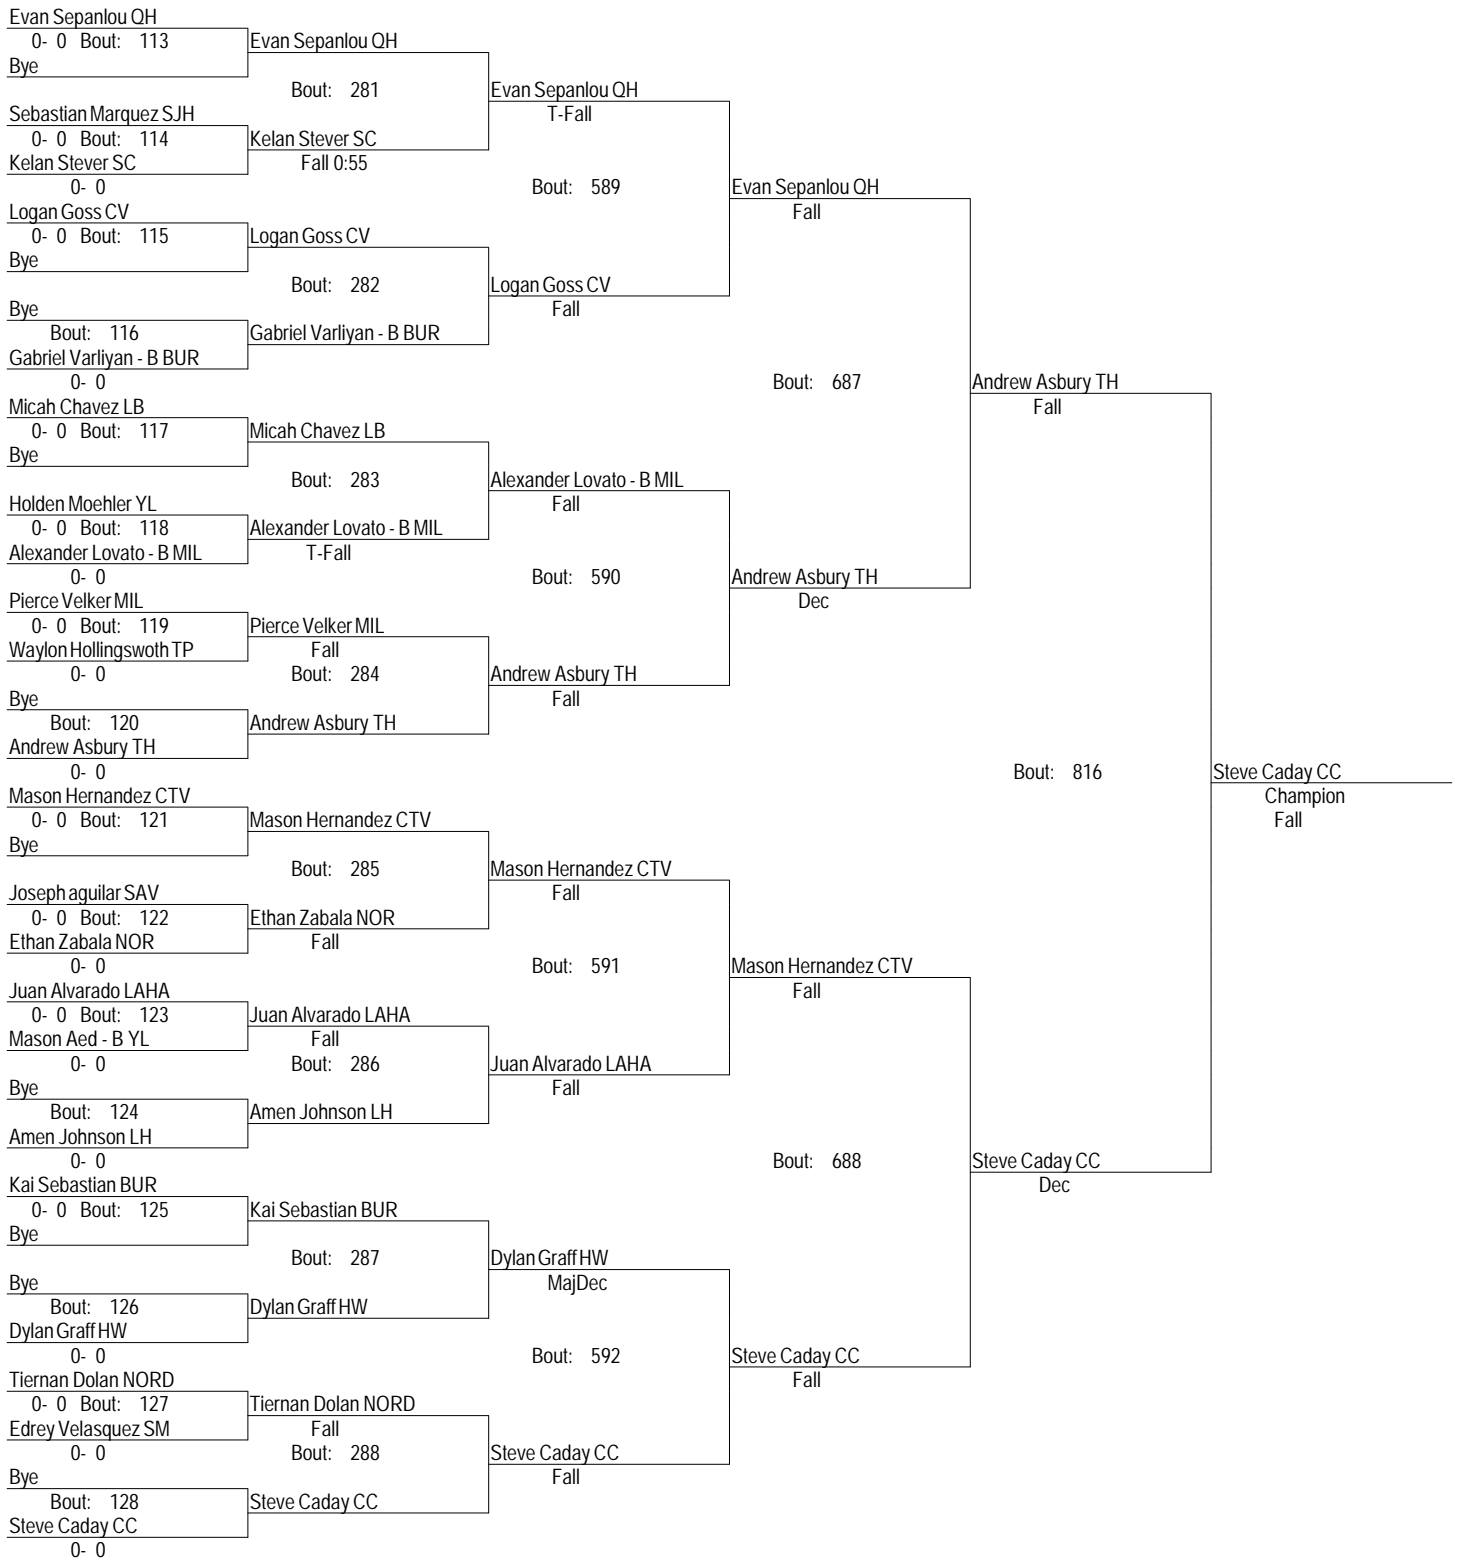 Evan Sepanlou QH
0- 0 Bout: 113 Evan Sepanlou QH
Bye
Bout: 281 Evan Sepanlou QH
Sebastian Marquez SJH T-Fall
0- 0 Bout: 114 Kelan Stever SC
Kelan Stever SC Fall 0:55
0- 0 Bout: 589 Evan Sepanlou QH
Logan Goss CV Fall
0- 0 Bout: 115 Logan Goss CV
Bye
Bout: 282 Logan Goss CV
Bye Fall
Bout: 116 Gabriel Varliyan - B BUR
Gabriel Varliyan - B BUR
0- 0 Bout: 687 Andrew Asbury TH
Micah Chavez LB Fall
0- 0 Bout: 117 Micah Chavez LB
Bye
Bout: 283 Alexander Lovato - B MIL
Holden Moehler YL Fall
0- 0 Bout: 118 Alexander Lovato - B MIL
Alexander Lovato - B MIL T-Fall
0- 0 Bout: 590 Andrew Asbury TH
Pierce Velker MIL Dec
0- 0 Bout: 119 Pierce Velker MIL
Waylon Hollingswoth TP Fall
0- 0 Bout: 284 Andrew Asbury TH
Bye Fall
Bout: 120 Andrew Asbury TH
Andrew Asbury TH
0- 0 Bout: 816 Steve Caday CC
Mason Hernandez CTV Champion
0- 0 Bout: 121 Mason Hernandez CTV Fall
Bye
Bout: 285 Mason Hernandez CTV
Joseph aguilar SAV Fall
0- 0 Bout: 122 Ethan Zabala NOR
Ethan Zabala NOR Fall
0- 0 Bout: 591 Mason Hernandez CTV
Juan Alvarado LAHA Fall
0- 0 Bout: 123 Juan Alvarado LAHA
Mason Aed - B YL Fall
0- 0 Bout: 286 Juan Alvarado LAHA
Bye Fall
Bout: 124 Amen Johnson LH
Amen Johnson LH
0- 0 Bout: 688 Steve Caday CC
Kai Sebastian BUR Dec
0- 0 Bout: 125 Kai Sebastian BUR
Bye
Bout: 287 Dylan Graff HW
Bye MajDec
Bout: 126 Dylan Graff HW
Dylan Graff HW
0- 0 Bout: 592 Steve Caday CC
Tiernan Dolan NORD Fall
0- 0 Bout: 127 Tiernan Dolan NORD
Edrey Velasquez SM Fall
0- 0 Bout: 288 Steve Caday CC
Bye Fall
Bout: 128 Steve Caday CC
Steve Caday CC
0- 0